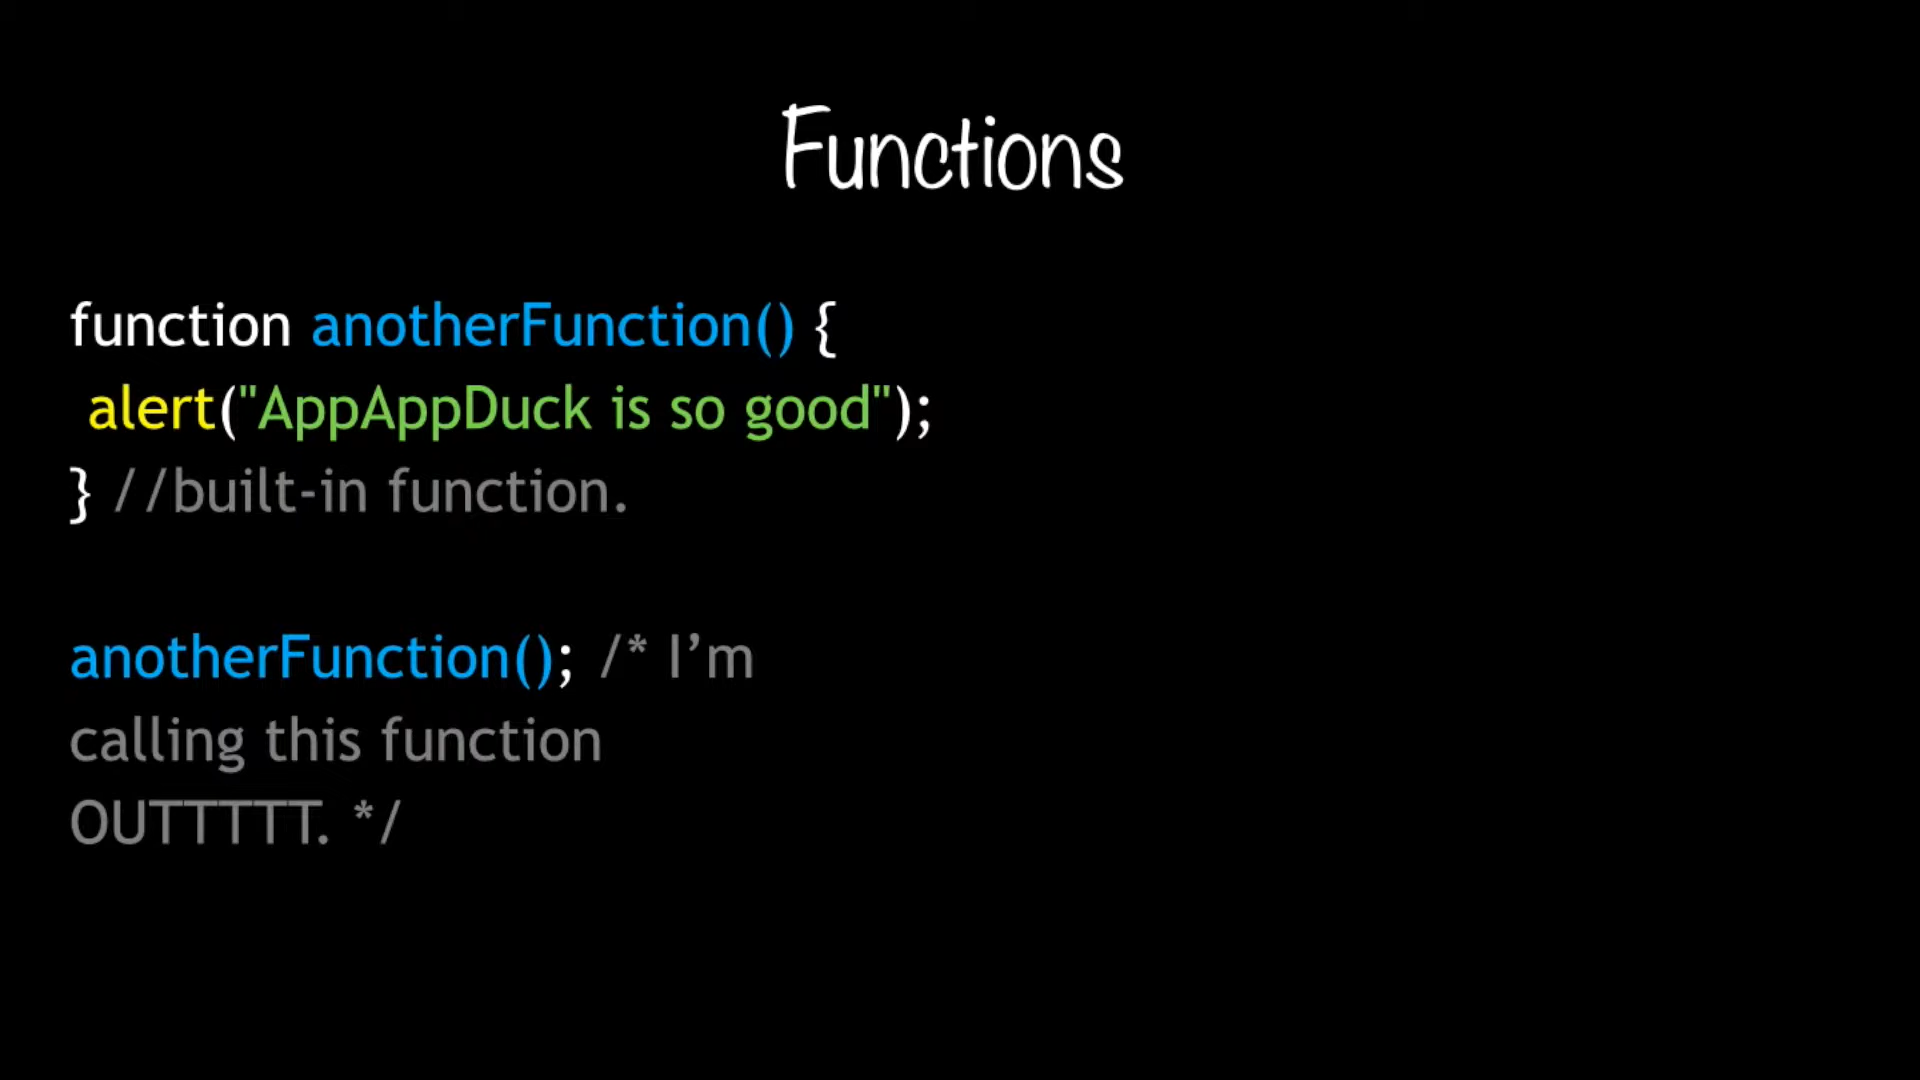 Functions
function anotherFunction() {
alert("AppAppDuck is so good");
} //built-in function.
anotherFunction(); /* I’m
calling this function
OUTTTTT. */